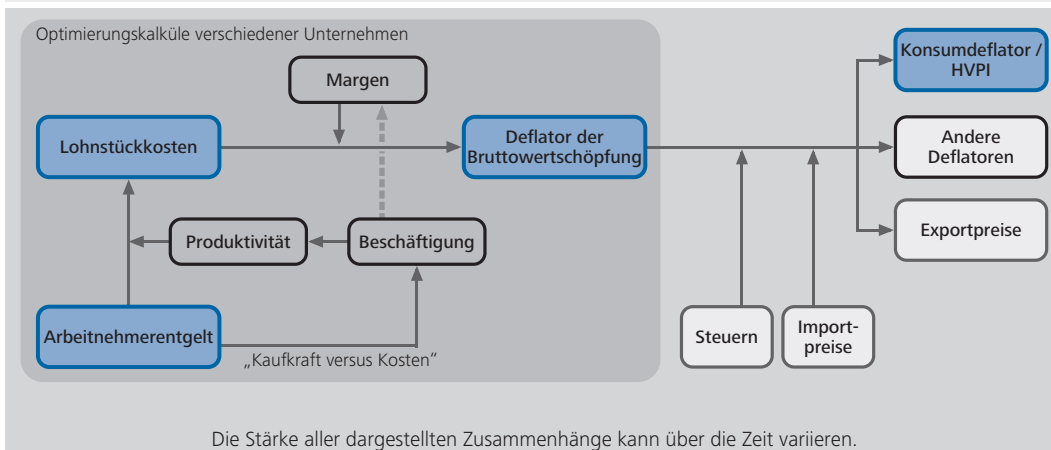 Optimierungskalküle verschiedener Unternehmen
Margen
Lohnstückkosten
Deflator der
Bruttowertschöpfung
Konsumdeflator /
HVPI
Andere
Deflatoren
Exportpreise
Produktivität
Beschäftigung
Arbeitnehmerentgelt
„Kaufkraft versus Kosten“
Steuern
Import-
preise
Die Stärke aller dargestellten Zusammenhänge kann über die Zeit variieren.